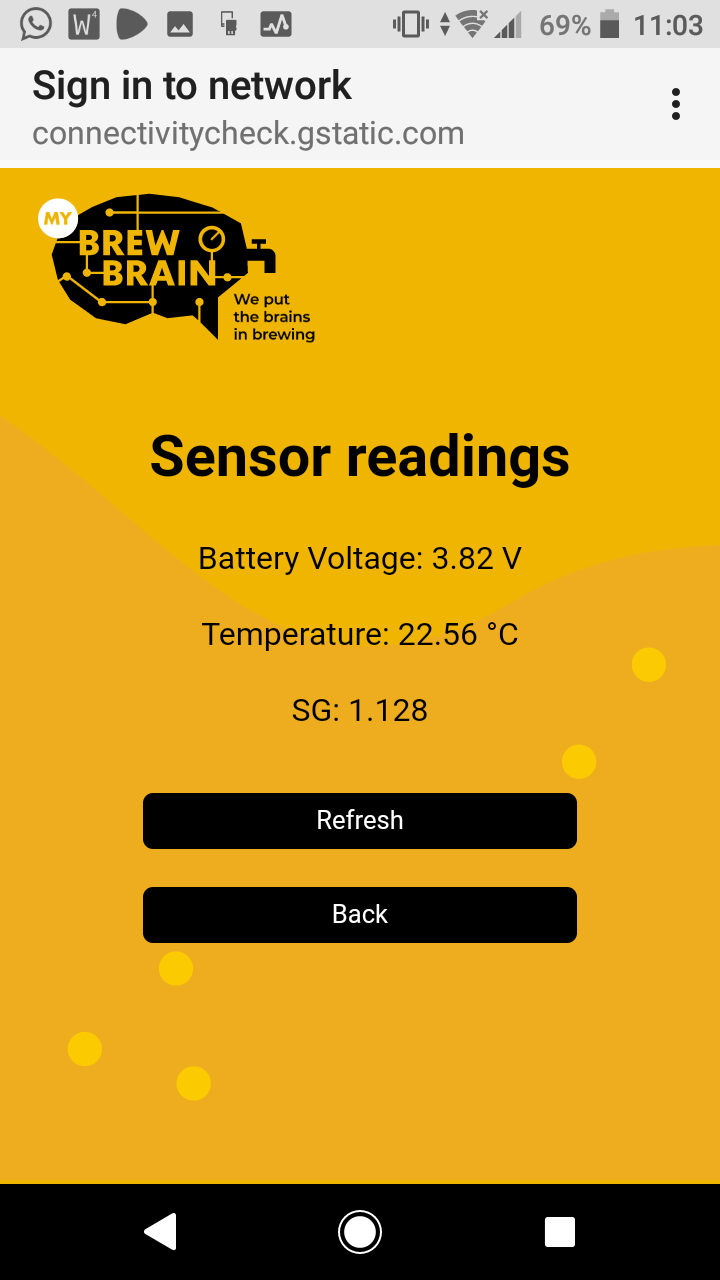 W4
69% 11:03
Sign in to network
connectivitycheck.gstatic.com
MY
BREW
BRAIN
We put
the brains
in brewing
Sensor readings
Battery Voltage: 3.82 V
Temperature: 22.56 °C
SG: 1.128
Refresh
Back